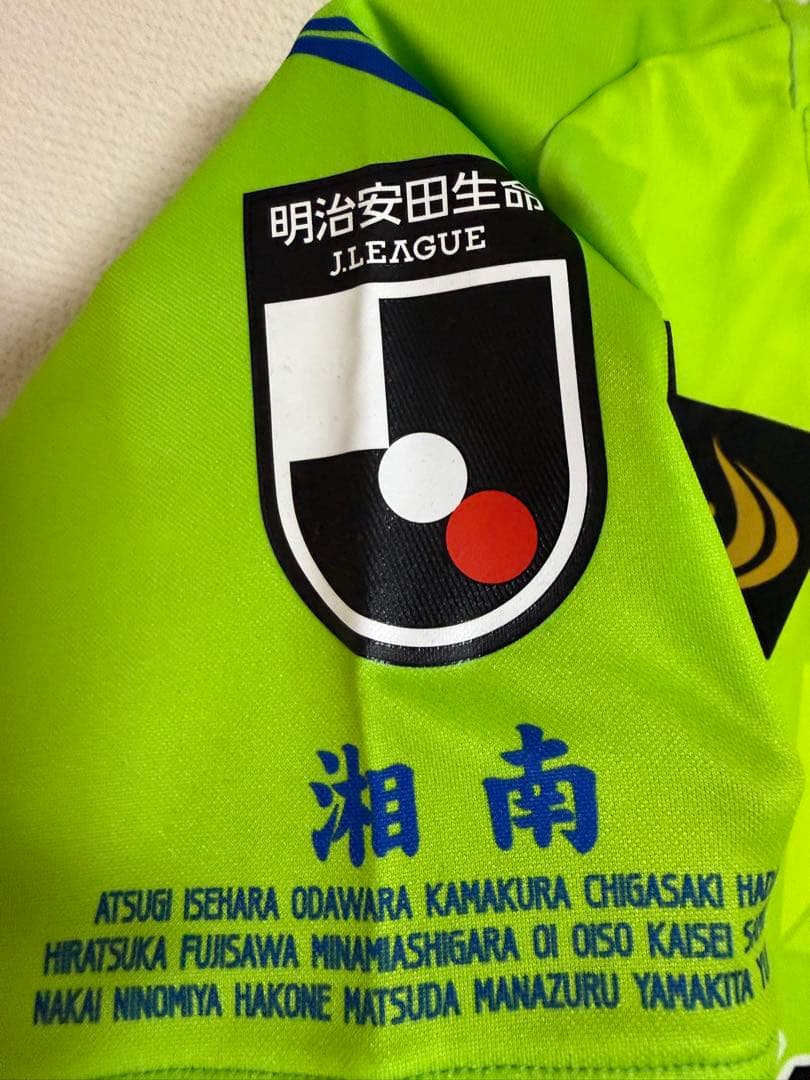 明治安田生命
J.LEAGUE
湘南
ATSUGI ISEHARA ODAWARA KAMAKURA CHIGASAKI
HIRATSUKA FUJISAWA MINAMIASHIGARA OI OISO KAISEI
NAKAI NINOMIYA HAKONE MATSUDA MANAZURU YAMAKITA